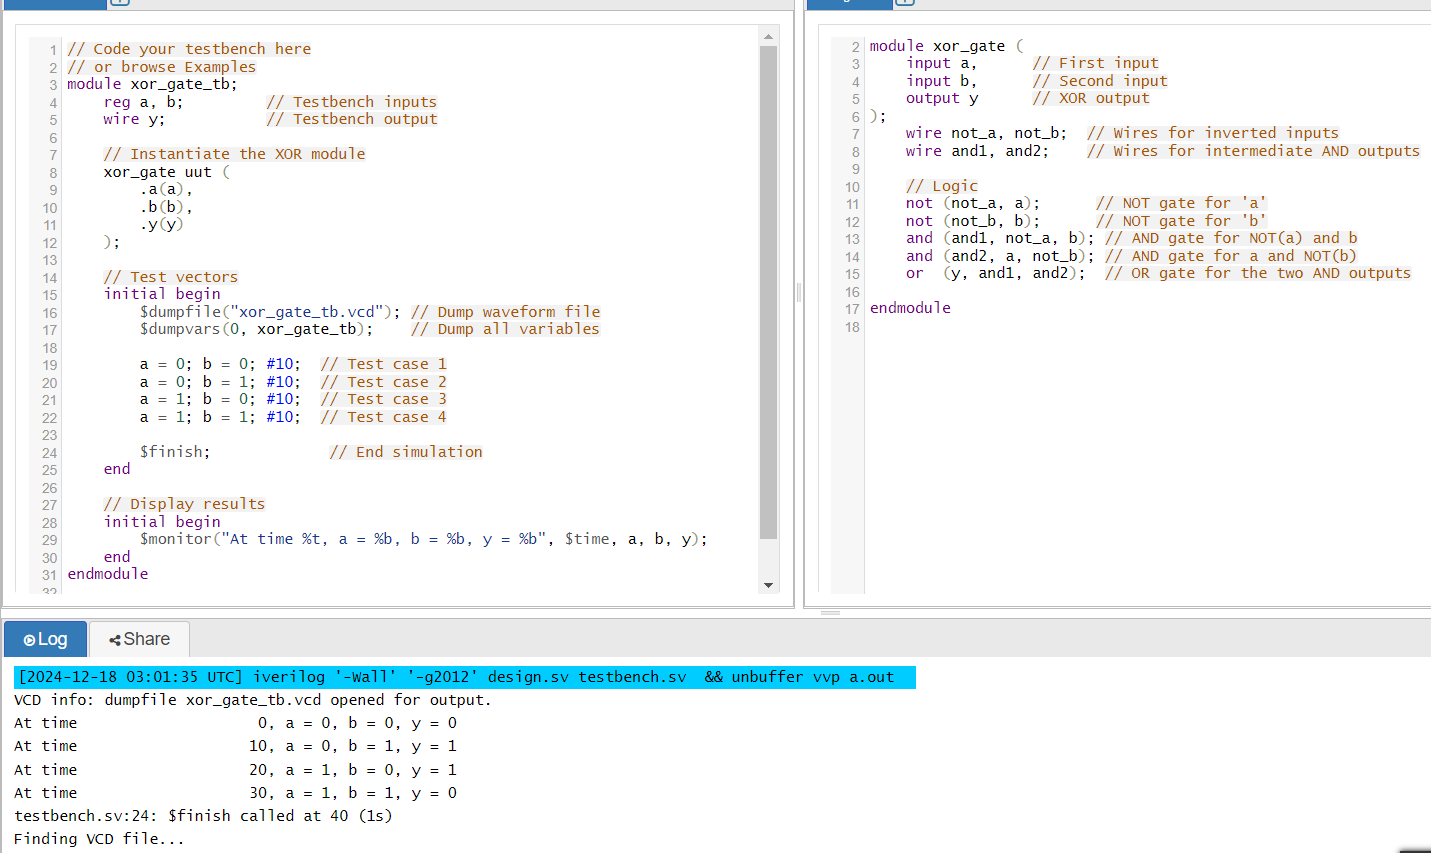 1 // Code your testbench here
2 // or browse Examples
3 module xor_gate_tb;
4     reg a, b;         // Testbench inputs
5     wire y;           // Testbench output
6
7     // Instantiate the XOR module
8     xor_gate uut (
9         .a(a),
10         .b(b),
11         .y(y)
12     );
13
14     // Test vectors
15     initial begin
16         $dumpfile("xor_gate_tb.vcd"); // Dump waveform file
17         $dumpvars(0, xor_gate_tb);    // Dump all variables
18
19         a = 0; b = 0; #10;  // Test case 1
20         a = 0; b = 1; #10;  // Test case 2
21         a = 1; b = 0; #10;  // Test case 3
22         a = 1; b = 1; #10;  // Test case 4
23
24         $finish;             // End simulation
25     end
26
27     // Display results
28     initial begin
29         $monitor("At time %t, a = %b, b = %b, y = %b", $time, a, b, y);
30     end
31 endmodule
32
2 module xor_gate (
3     input a,      // First input
4     input b,      // Second input
5     output y      // XOR output
6 );
7     wire not_a, not_b;  // Wires for inverted inputs
8     wire and1, and2;    // Wires for intermediate AND outputs
9
10     // Logic
11     not (not_a, a);      // NOT gate for 'a'
12     not (not_b, b);      // NOT gate for 'b'
13     and (and1, not_a, b); // AND gate for NOT(a) and b
14     and (and2, a, not_b); // AND gate for a and NOT(b)
15     or  (y, and1, and2);  // OR gate for the two AND outputs
16
17 endmodule
18
Log
Share
[2024-12-18 03:01:35 UTC] iverilog '-Wall' '-g2012' design.sv testbench.sv  && unbuffer vvp a.out
VCD info: dumpfile xor_gate_tb.vcd opened for output.
At time                    0, a = 0, b = 0, y = 0
At time                   10, a = 0, b = 1, y = 1
At time                   20, a = 1, b = 0, y = 1
At time                   30, a = 1, b = 1, y = 0
testbench.sv:24: $finish called at 40 (1s)
Finding VCD file...